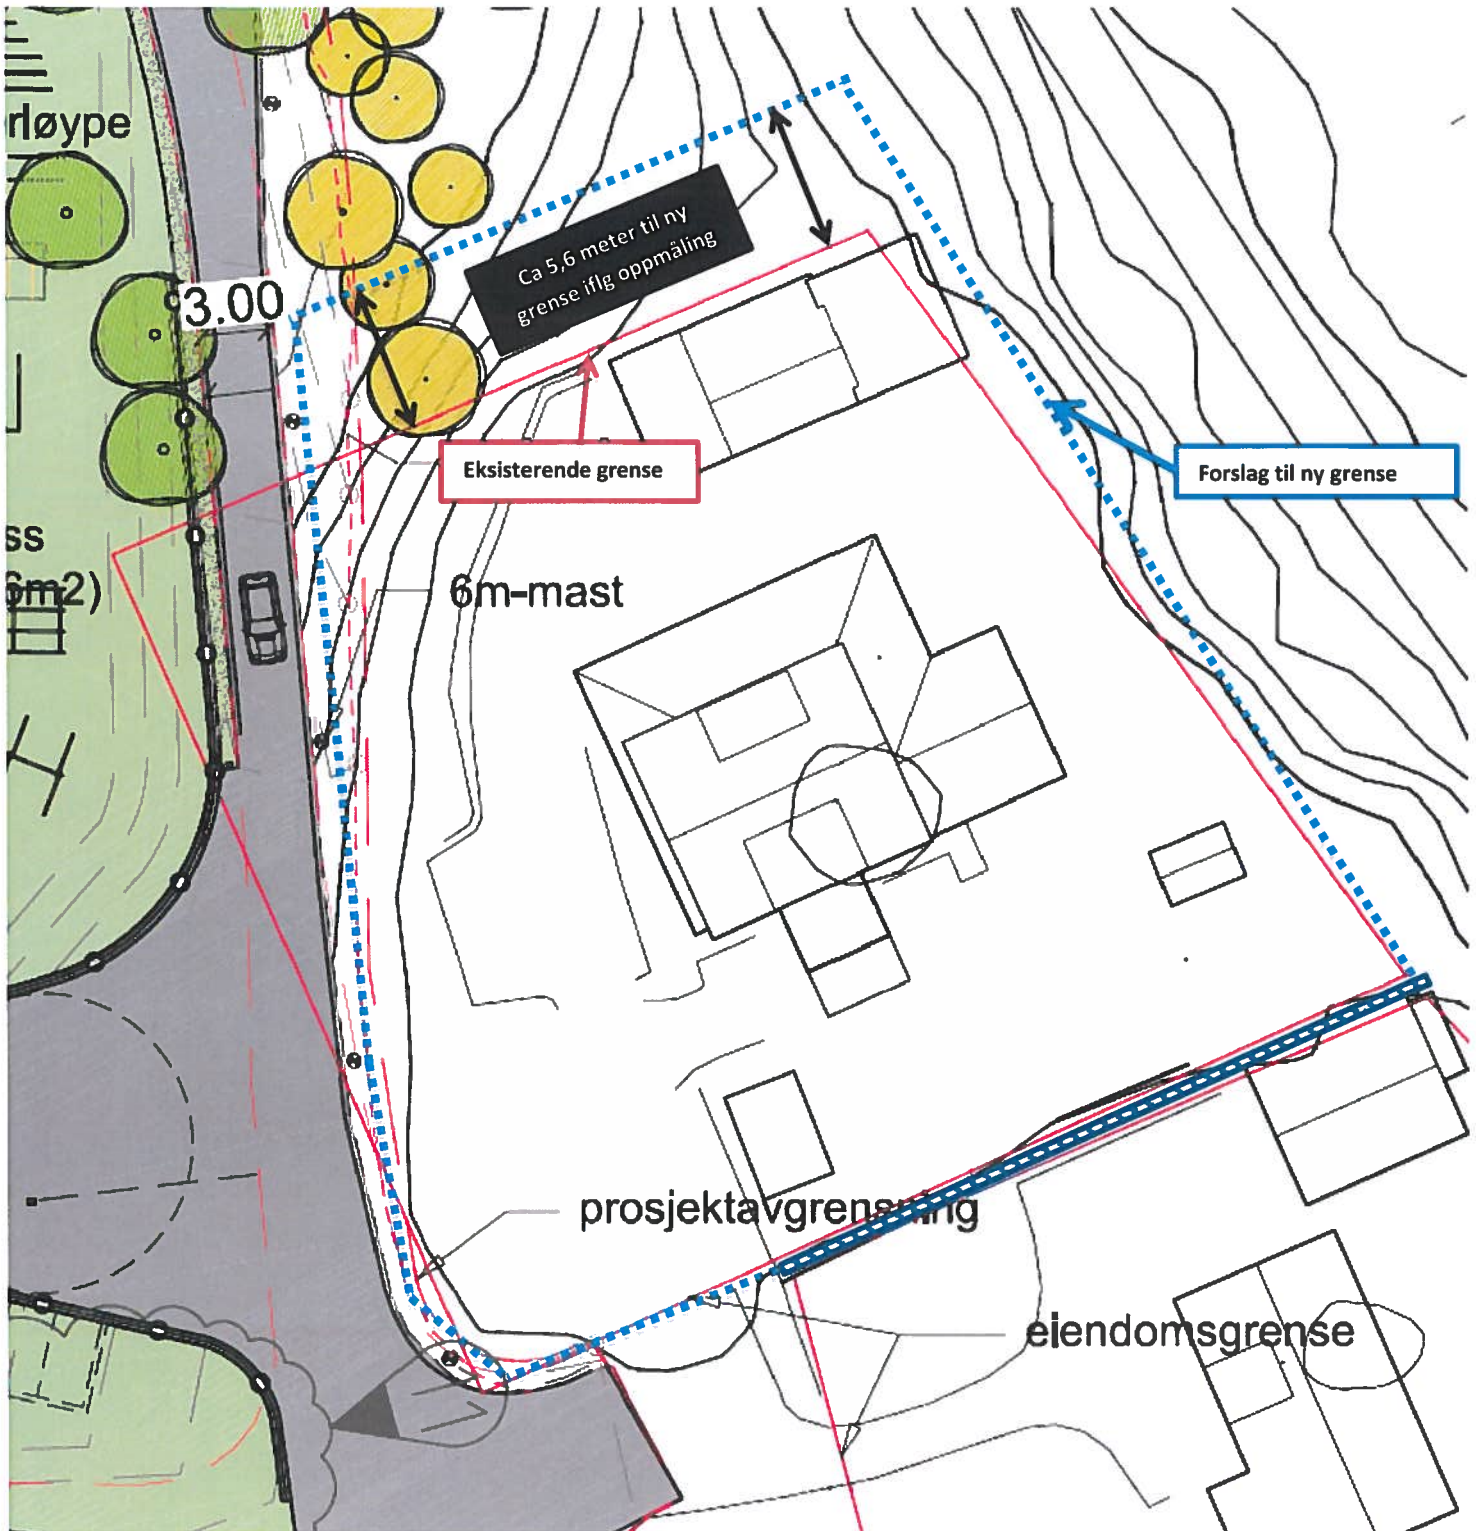 rløype
3.00
Ca 5,6 meter til ny
grense iflg oppmåling
Eksisterende grense
Forslag til ny grense
ss
6m2)
6m-mast
prosjektavgrensning
eiendomsgrense